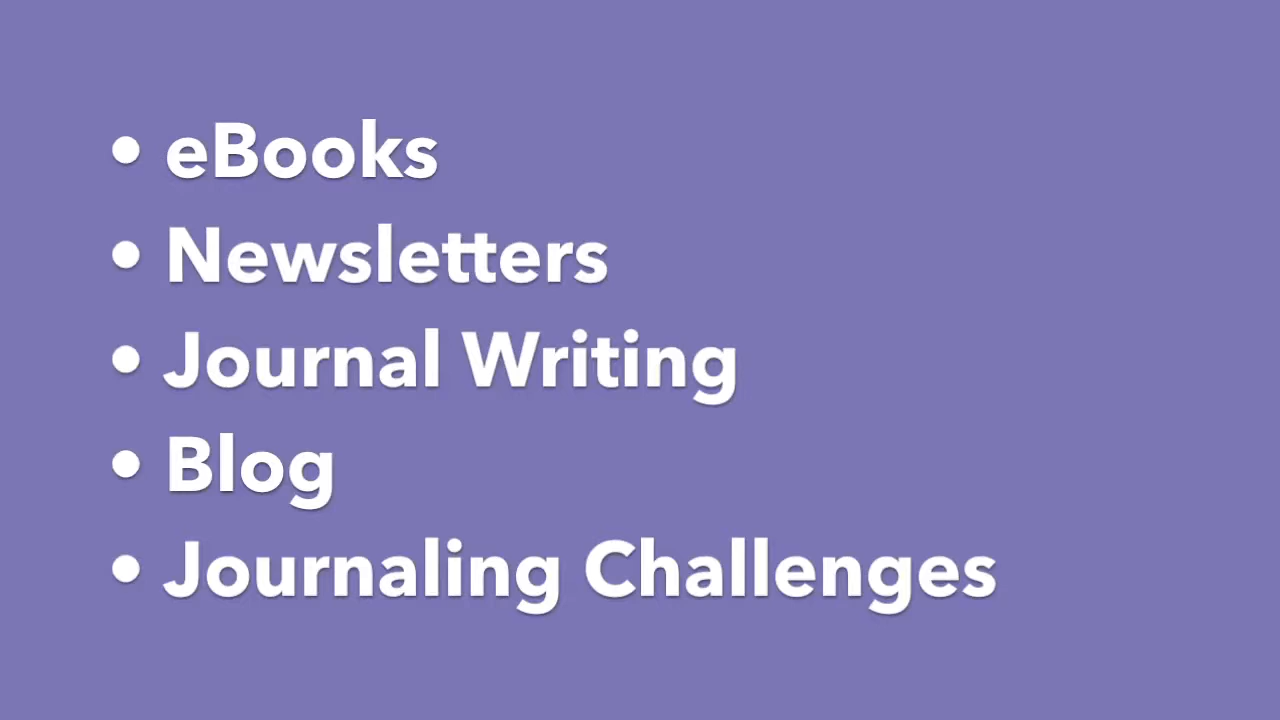 • eBooks
• Newsletters
• Journal Writing
• Blog
• Journaling Challenges